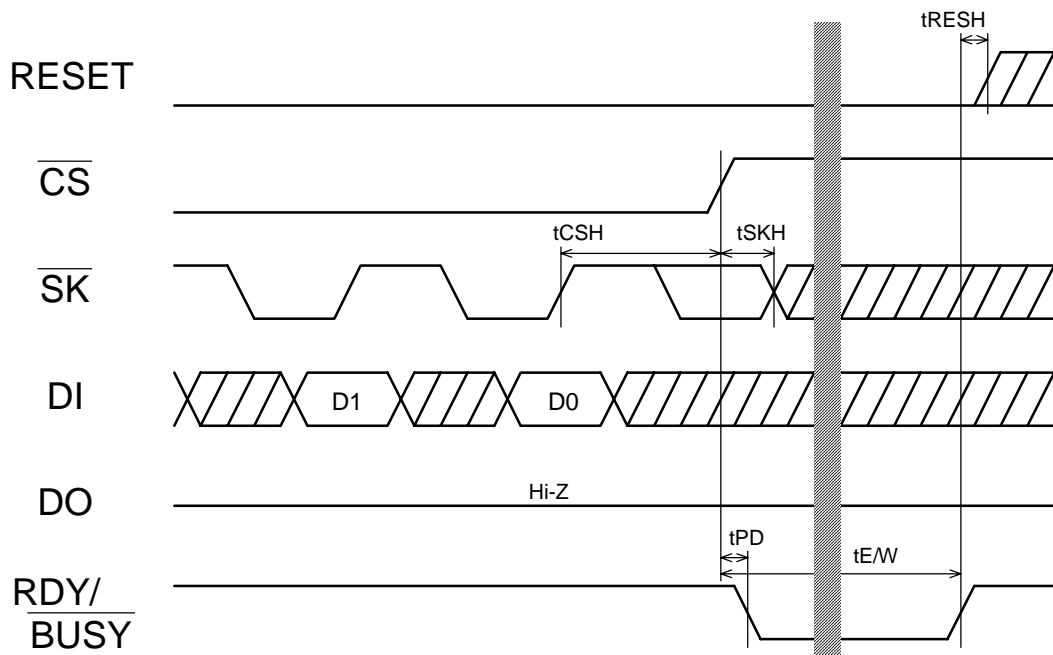 tRESH
RESET
CS
tCSH
tSKH
SK
DI
D1
D0
DO
Hi-Z
tPD
tE/W
RDY/
BUSY